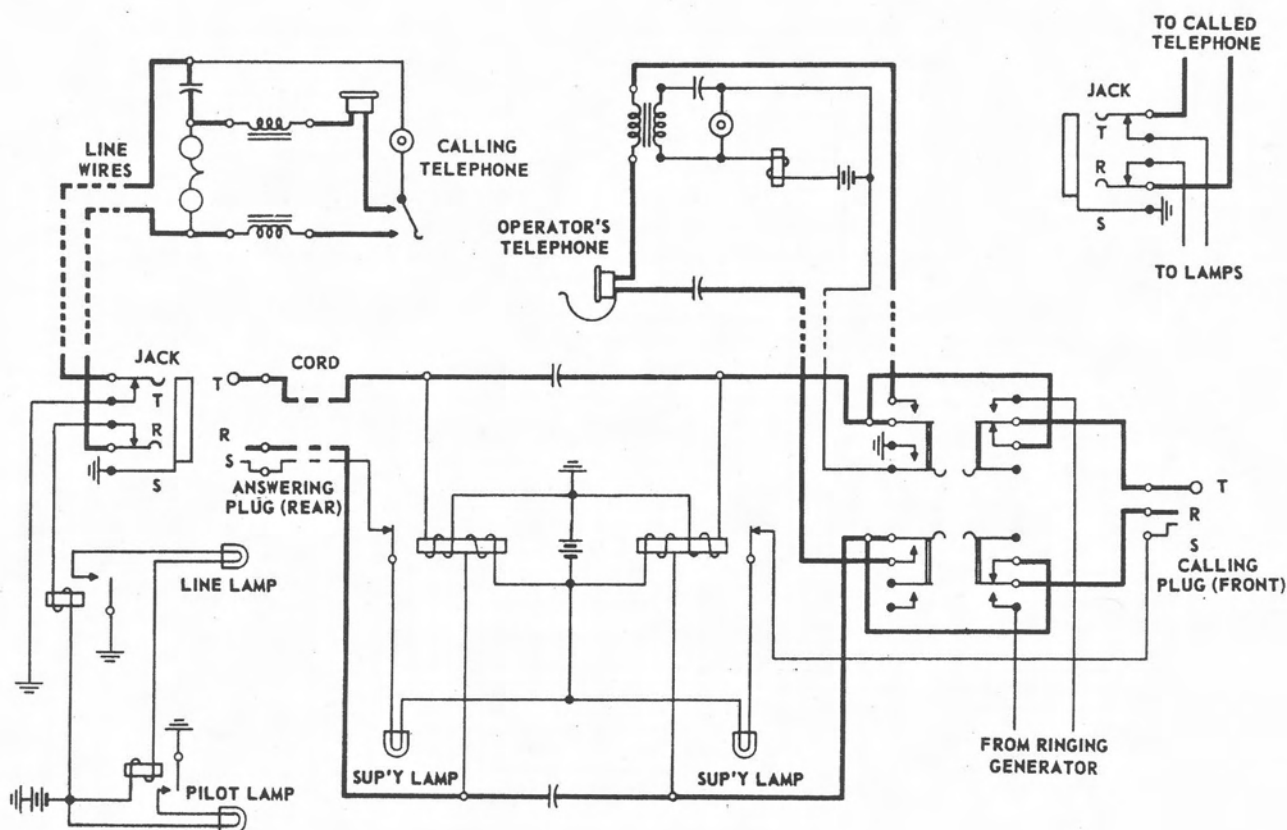 TO CALLED
TELEPHONE
JACK
T
R
S
TO LAMPS
LINE
WIRES
CALLING
TELEPHONE
OPERATOR'S
TELEPHONE
JACK
T
R
S
CORD
T
R
S
ANSWERING
PLUG (REAR)
T
R
S
CALLING
PLUG (FRONT)
LINE LAMP
PILOT LAMP
SUP'Y LAMP
SUP'Y LAMP
FROM RINGING
GENERATOR